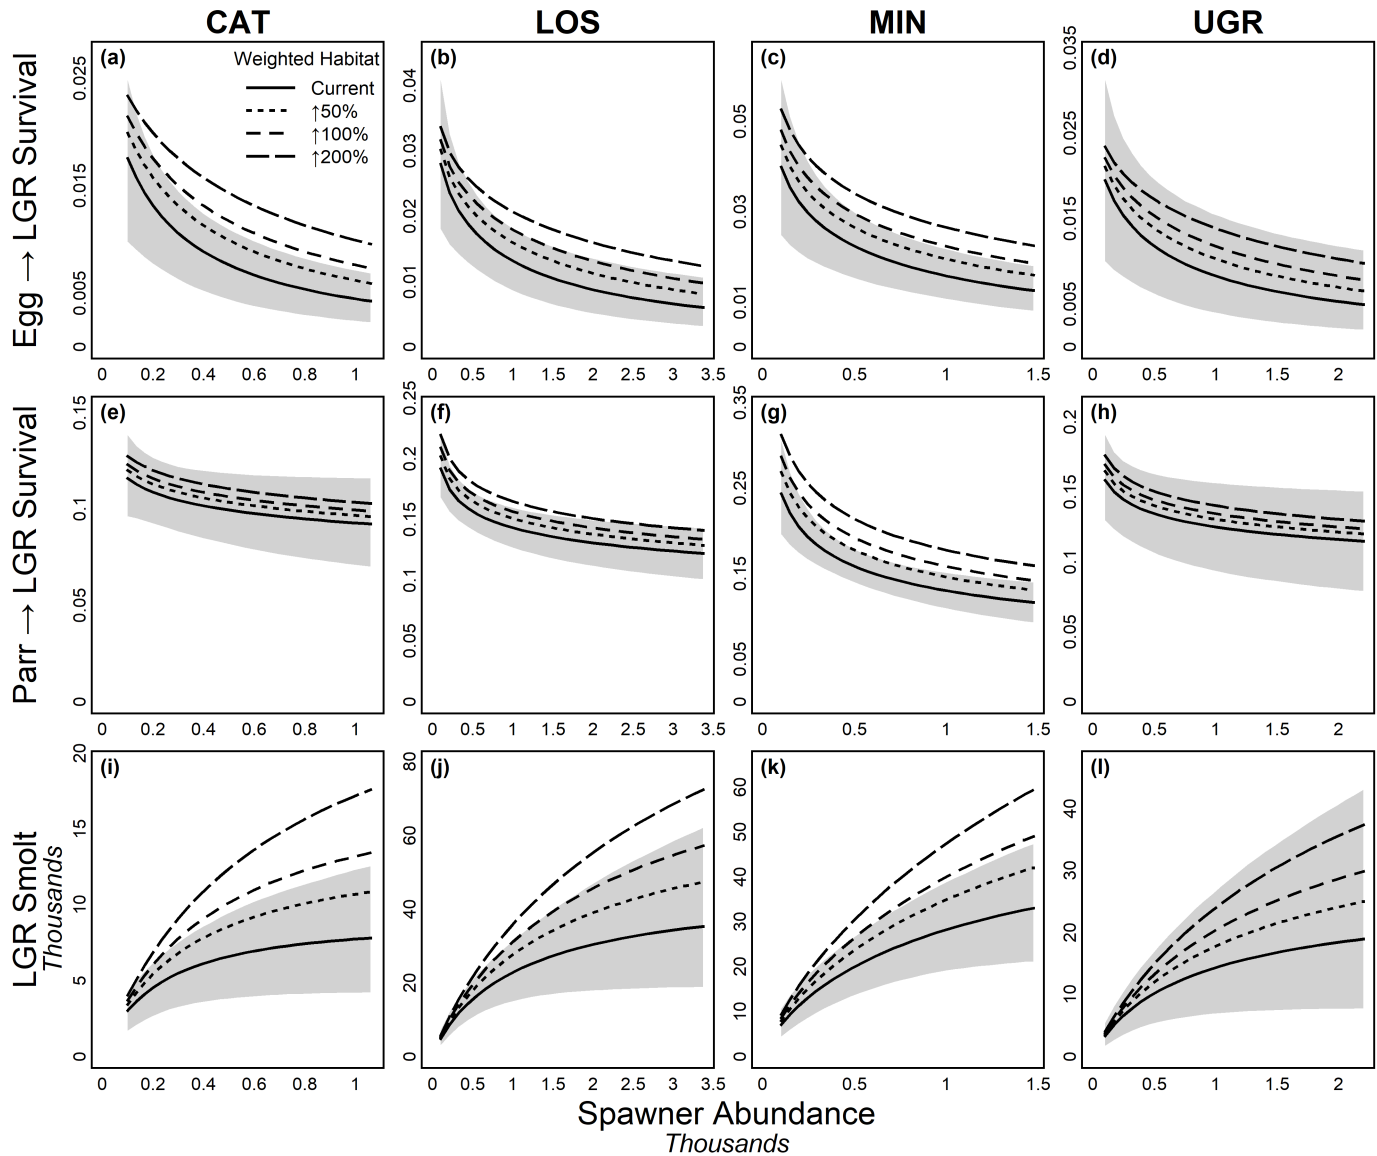 CAT LOS MIN UGR
Egg → LGR Survival
(a)
Weighted Habitat
Current
↑50%
↑100%
↑200%
0.025
0.015
0.005
0
0 0.2 0.4 0.6 0.8 1
(b)
0.04
0.03
0.02
0.01
0
0 0.5 1 1.5 2 2.5 3 3.5
(c)
0.05
0.03
0.01
0
0 0.5 1 1.5
(d)
0.035
0.025
0.015
0.005
0
0 0.5 1 1.5 2
Parr → LGR Survival
(e)
0.15
0.1
0.05
0
0 0.2 0.4 0.6 0.8 1
(f)
0.25
0.2
0.15
0.1
0.05
0
0 0.5 1 1.5 2 2.5 3 3.5
(g)
0.35
0.25
0.15
0.05
0
0 0.5 1 1.5
(h)
0.2
0.15
0.1
0.05
0
0 0.5 1 1.5 2
LGR Smolt
Thousands
(i)
20
15
10
5
0
0 0.2 0.4 0.6 0.8 1
(j)
80
60
40
20
0
0 0.5 1 1.5 2 2.5 3 3.5
(k)
60
50
40
30
20
10
0
0 0.5 1 1.5
(l)
40
30
20
10
0
0 0.5 1 1.5 2
Spawner Abundance
Thousands